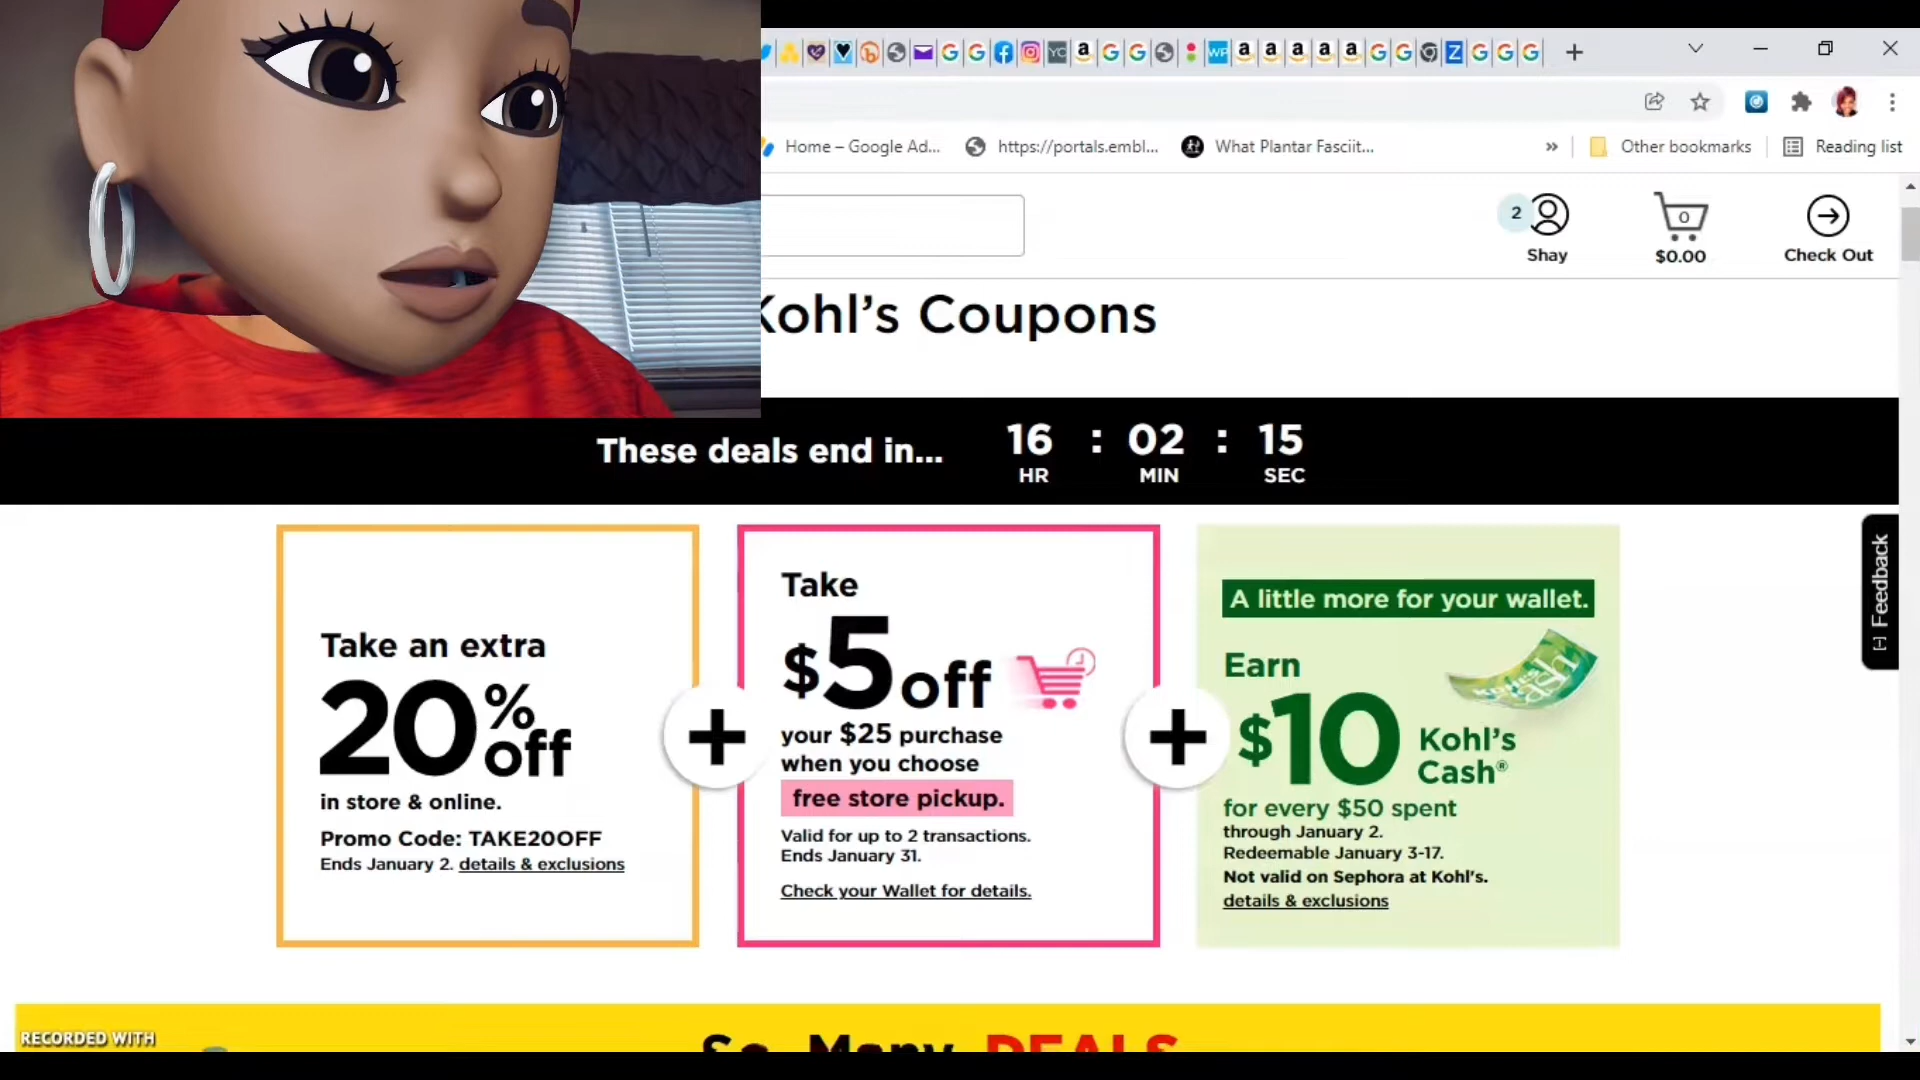 YC a a a a a a WP Z
Home – Google Ad...
https://portals.embl...
What Plantar Fasciit...
»
Other bookmarks
Reading list
2
Shay
0
$0.00
Check Out
Kohl's Coupons
These deals end in...
16 : 02 : 15
HR MIN SEC
Take an extra
20% off
in store & online.
Promo Code: TAKE20OFF
Ends January 2. details & exclusions
+
Take
$5 off
your $25 purchase
when you choose
free store pickup.
Valid for up to 2 transactions.
Ends January 31.
Check your Wallet for details.
+
A little more for your wallet.
Earn
$10 Kohl's
Cash®
for every $50 spent
through January 2.
Redeemable January 3-17.
Not valid on Sephora at Kohl's.
details & exclusions
[-] Feedback
So Many DEALS
RECORDED WITH